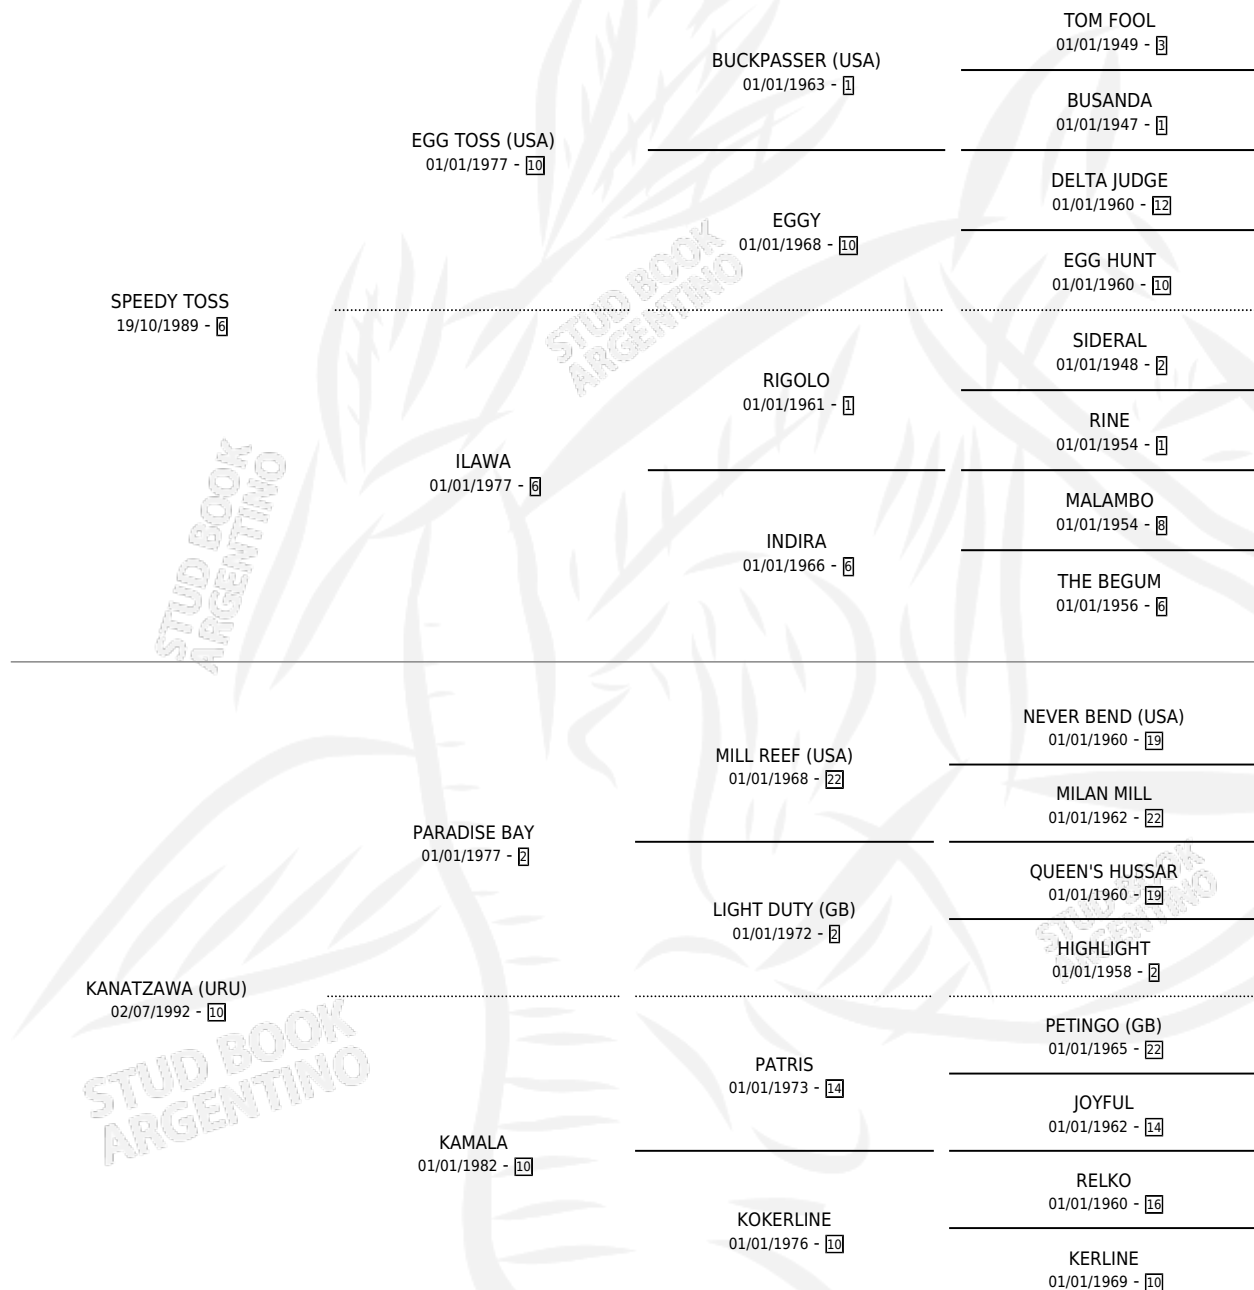 TOM FOOL
01/01/1949 - 3
BUCKPASSER (USA)
01/01/1963 - 1
BUSANDA
01/01/1947 - 1
EGG TOSS (USA)
01/01/1977 - 10
DELTA JUDGE
01/01/1960 - 12
EGGY
01/01/1968 - 10
EGG HUNT
01/01/1960 - 10
SPEEDY TOSS
19/10/1989 - 6
SIDERAL
01/01/1948 - 2
RIGOLO
01/01/1961 - 1
RINE
01/01/1954 - 1
ILAWA
01/01/1977 - 6
MALAMBO
01/01/1954 - 8
INDIRA
01/01/1966 - 6
THE BEGUM
01/01/1956 - 6
NEVER BEND (USA)
01/01/1960 - 19
MILL REEF (USA)
01/01/1968 - 22
MILAN MILL
01/01/1962 - 22
PARADISE BAY
01/01/1977 - 2
QUEEN'S HUSSAR
01/01/1960 - 19
LIGHT DUTY (GB)
01/01/1972 - 2
HIGHLIGHT
01/01/1958 - 2
KANATZAWA (URU)
02/07/1992 - 10
PETINGO (GB)
01/01/1965 - 22
PATRIS
01/01/1973 - 14
JOYFUL
01/01/1962 - 14
KAMALA
01/01/1982 - 10
RELKO
01/01/1960 - 16
KOKERLINE
01/01/1976 - 10
KERLINE
01/01/1969 - 10
STUD BOOK
ARGENTINO
STUD BOOK
ARGENTINO
STUD BOOK
ARGENTINO
STUD BOOK
ARGENTINO